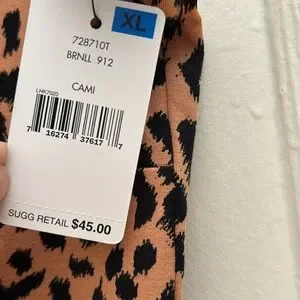 XL
728710T
BRNLL 912
CAMI
LHK7020
7 16274 37617 7
SUGG RETAIL $45.00